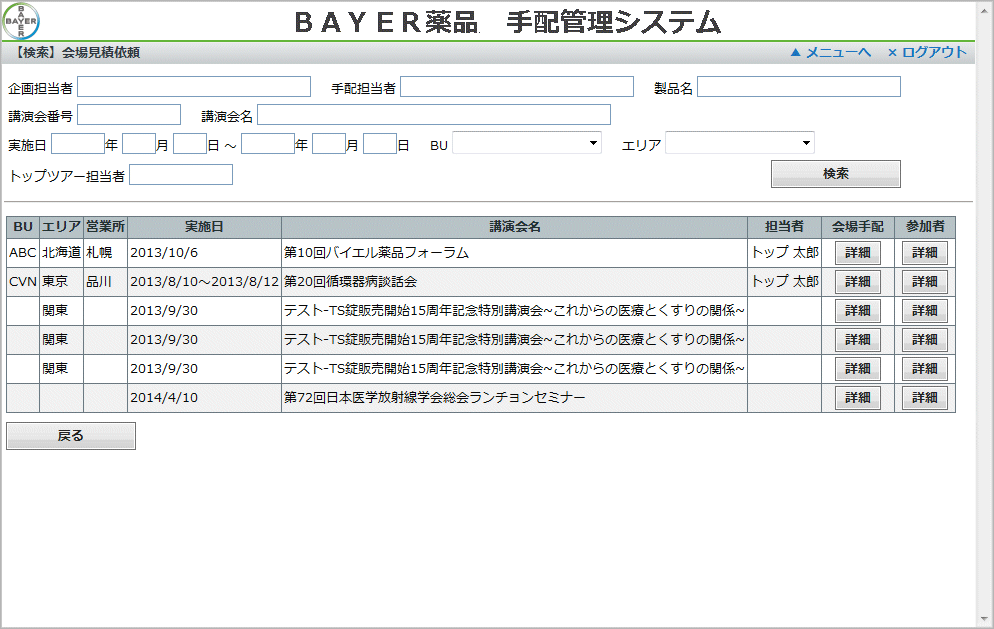 BAYER
BAYER
ＢＡＹＥＲ薬品　手配管理システム
【検索】会場見積依頼 ▲ メニューへ × ログアウト
企画担当者 手配担当者 製品名
講演会番号 講演会名
実施日 年 月 日 ～ 年 月 日 BU エリア
トップツアー担当者 検索
BU エリア 営業所 実施日 講演会名 担当者 会場手配 参加者
ABC 北海道 札幌 2013/10/6 第10回バイエル薬品フォーラム トップ 太郎 詳細 詳細
CVN 東京 品川 2013/8/10～2013/8/12 第20回循環器病談話会 トップ 太郎 詳細 詳細
関東 2013/9/30 テスト-TS錠販売開始15周年記念特別講演会~これからの医療とくすりの関係~ 詳細 詳細
関東 2013/9/30 テスト-TS錠販売開始15周年記念特別講演会~これからの医療とくすりの関係~ 詳細 詳細
関東 2013/9/30 テスト-TS錠販売開始15周年記念特別講演会~これからの医療とくすりの関係~ 詳細 詳細
2014/4/10 第72回日本医学放射線学会総会ランチョンセミナー 詳細 詳細
戻る